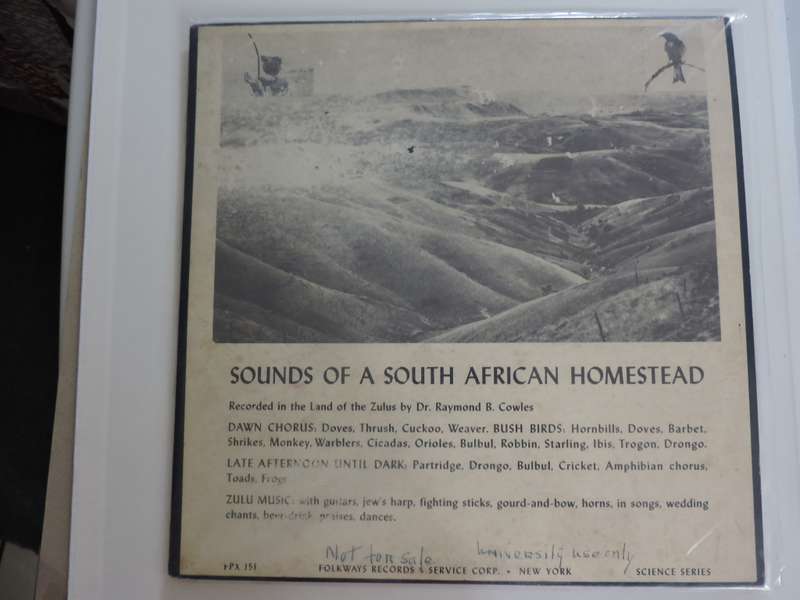 SOUNDS OF A SOUTH AFRICAN HOMESTEAD
Recorded in the Land of the Zulus by Dr. Raymond B. Cowles
DAWN CHORUS: Doves, Thrush, Cuckoo, Weaver. BUSH BIRDS: Hornbills, Doves, Barbet,
Shrikes, Monkey, Warblers, Cicadas, Orioles, Bulbul, Robbin, Starling, Ibis, Trogon, Drongo.
LATE AFTERNOON UNTIL DARK: Partridge, Drongo, Bulbul, Cricket, Amphibian chorus,
Toads, Frogs
ZULU MUSIC: with guitars, jew's harp, fighting sticks, gourd-and-bow, horns, in songs, wedding
chants, beer-drink praises, dances.
Not for sale University use only
FPX 151 FOLKWAYS RECORDS & SERVICE CORP. • NEW YORK SCIENCE SERIES